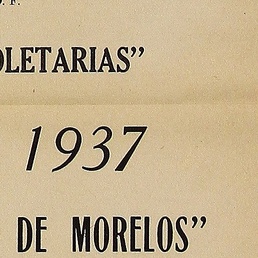 D. F.
OLETARIAS”
1937
DE MORELOS”